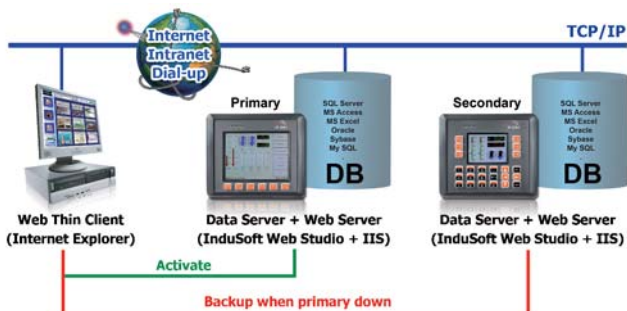 TCP/IP
Internet
Intranet
Dial-up
Primary
SQL Server
MS Access
MS Excel
Oracle
Sybase
My SQL
DB
Secondary
SQL Server
MS Access
MS Excel
Oracle
Sybase
My SQL
DB
Web Thin Client
(Internet Explorer)
Data Server + Web Server
(InduSoft Web Studio + IIS)
Data Server + Web Server
(InduSoft Web Studio + IIS)
Activate
Backup when primary down